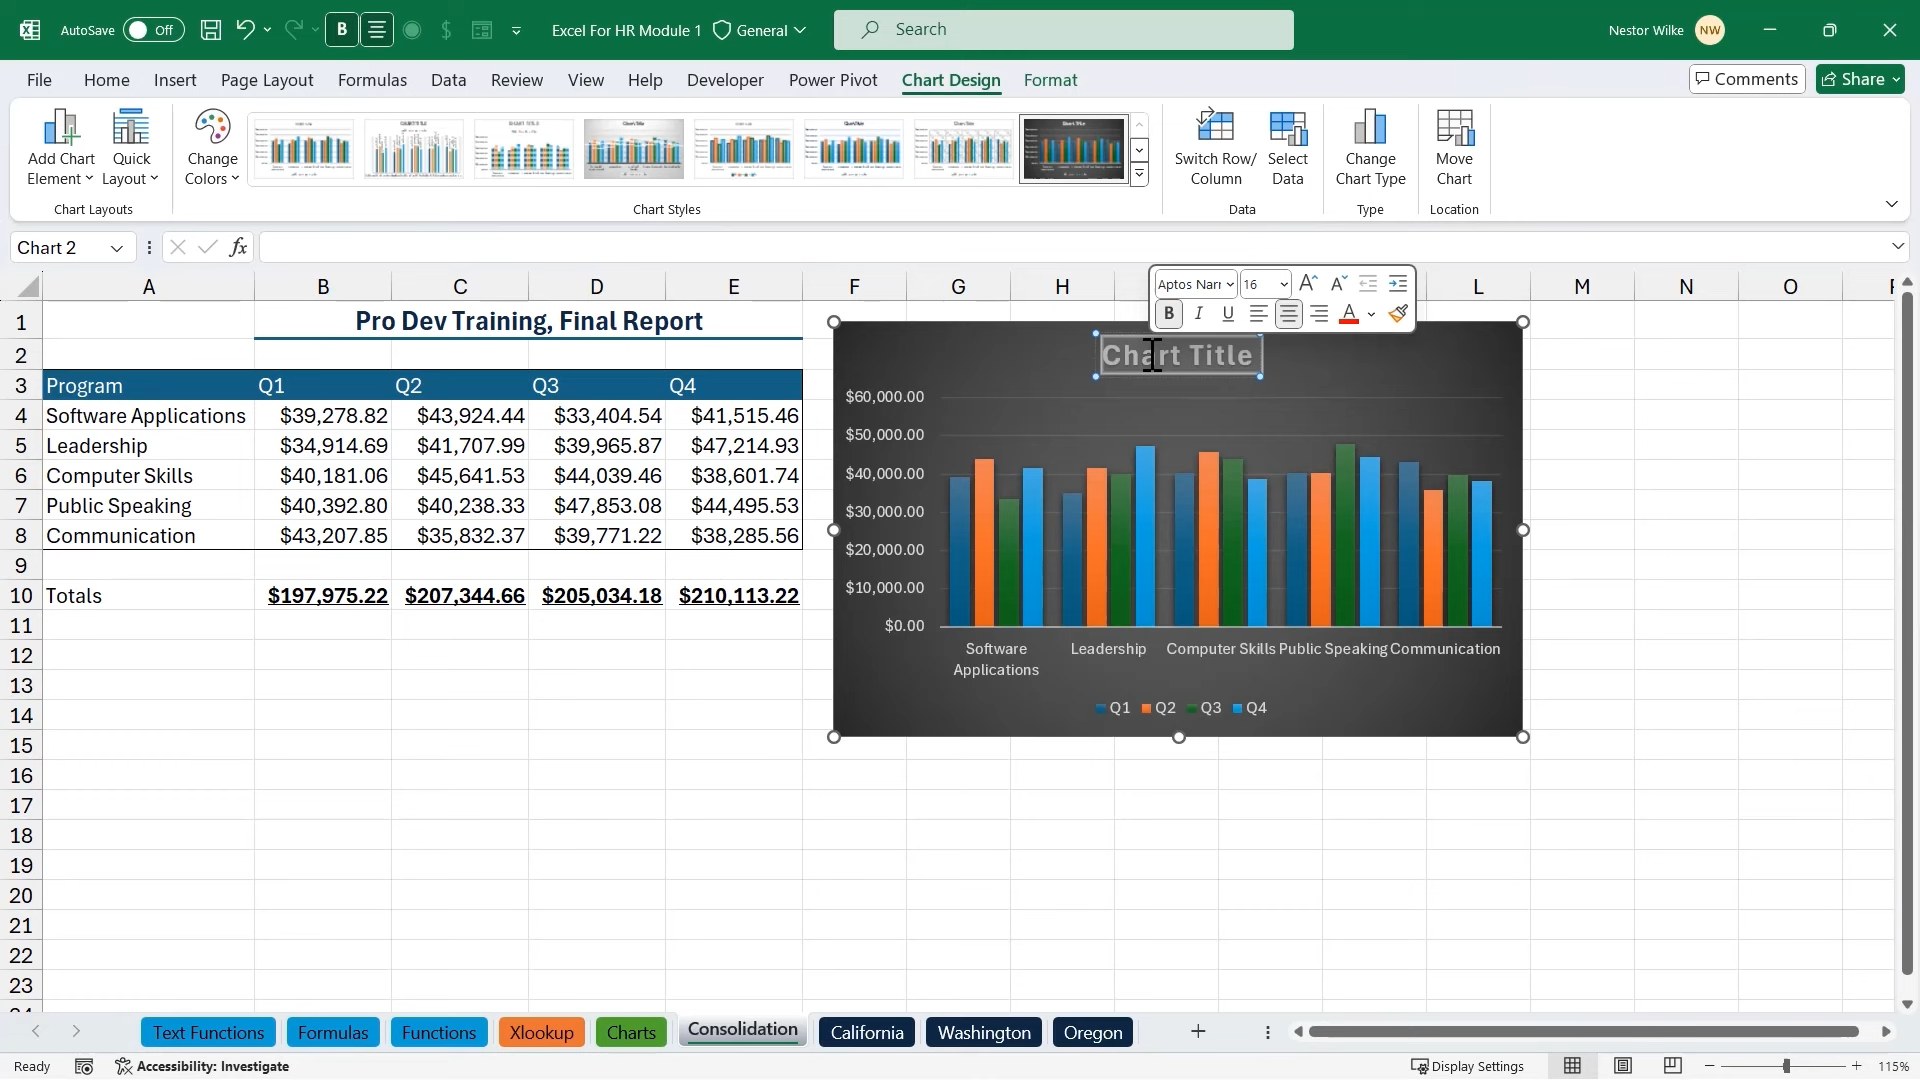 AutoSave Off B $ Excel For HR Module 1 General Search Nestor Wilke NW
File Home Insert Page Layout Formulas Data Review View Help Developer Power Pivot Chart Design Format Comments Share
Add Chart Element Quick Layout Change Colors Switch Row/ Column Select Data Change Chart Type Move Chart
Chart Layouts Chart Styles Data Type Location
Chart 2 fx
Aptos Narr 16 A A
B I U A
A B C D E F G H L M N O
1 Pro Dev Training, Final Report
2
3 Program Q1 Q2 Q3 Q4
4 Software Applications $39,278.82 $43,924.44 $33,404.54 $41,515.46
5 Leadership $34,914.69 $41,707.99 $39,965.87 $47,214.93
6 Computer Skills $40,181.06 $45,641.53 $44,039.46 $38,601.74
7 Public Speaking $40,392.80 $40,238.33 $47,853.08 $44,495.53
8 Communication $43,207.85 $35,832.37 $39,771.22 $38,285.56
9
10 Totals $197,975.22 $207,344.66 $205,034.18 $210,113.22
11
12
13
14
15
16
17
18
19
20
21
22
23
Chart Title
$60,000.00
$50,000.00
$40,000.00
$30,000.00
$20,000.00
$10,000.00
$0.00
Software Leadership Computer Skills Public Speaking Communication
Applications
Q1 Q2 Q3 Q4
Text Functions Formulas Functions Xlookup Charts Consolidation California Washington Oregon
Ready Accessibility: Investigate Display Settings 115%